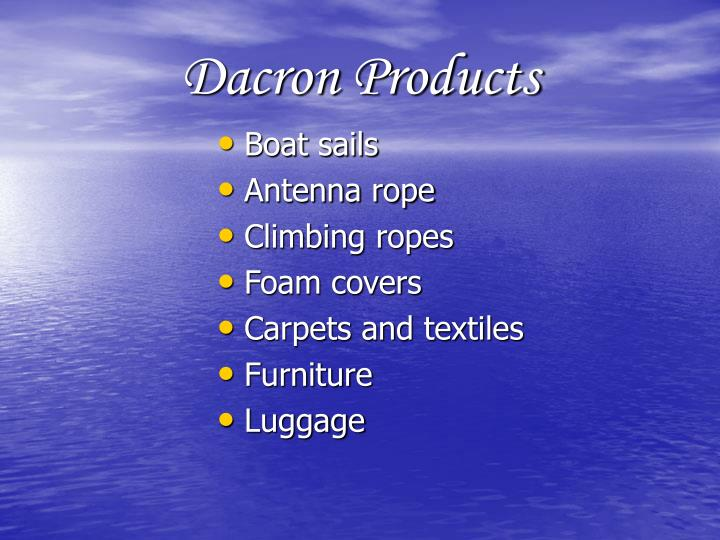 Dacron Products
• Boat sails
• Antenna rope
• Climbing ropes
• Foam covers
• Carpets and textiles
• Furniture
• Luggage